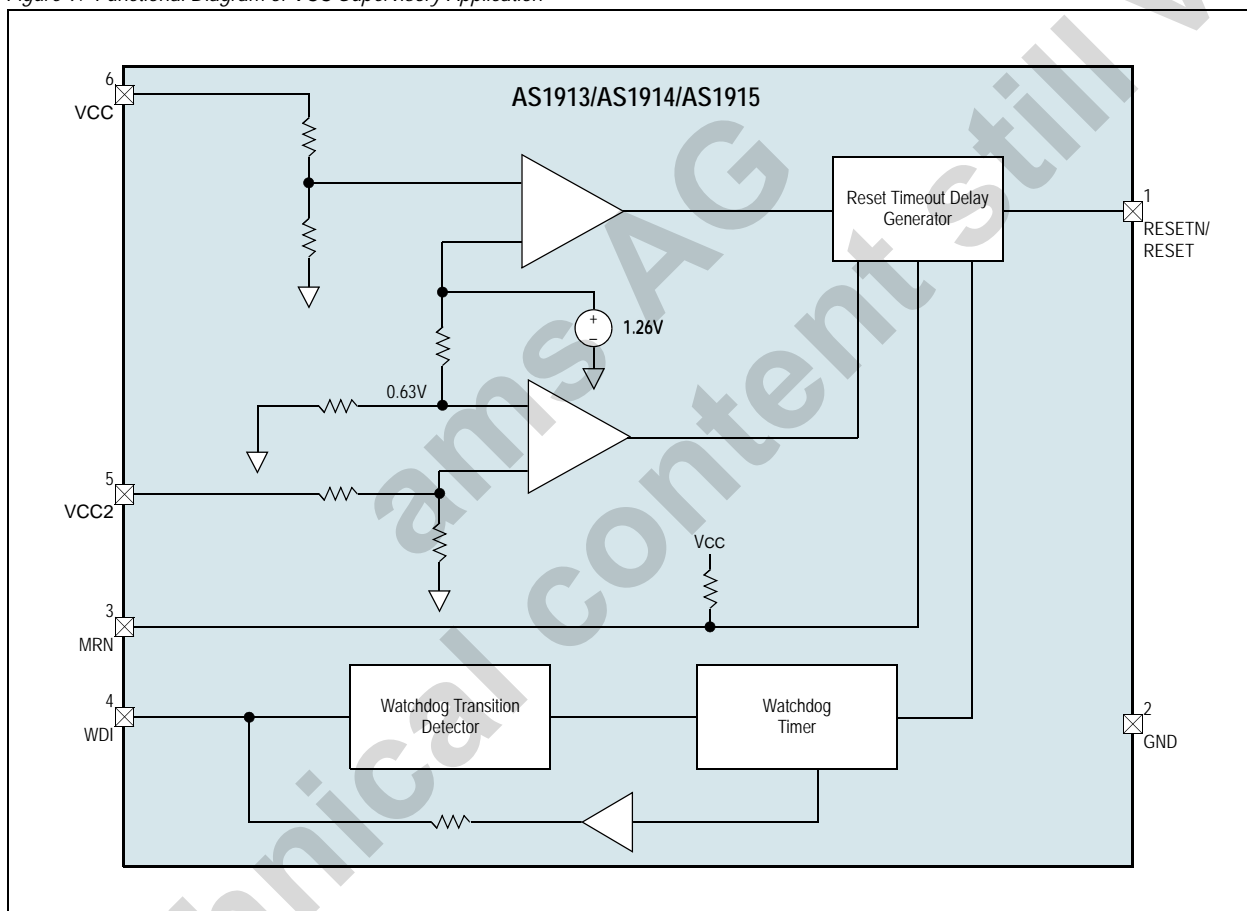 Figure 1. Functional Diagram of VCC Supervisory Application
AS1913/AS1914/AS1915
6
VCC
Reset Timeout Delay
Generator
1
RESETN/
RESET
+
–
1.26V
0.63V
5
VCC2
VCC
3
MRN
4
WDI
Watchdog Transition
Detector
Watchdog
Timer
2
GND
ams AG
hnical content still v